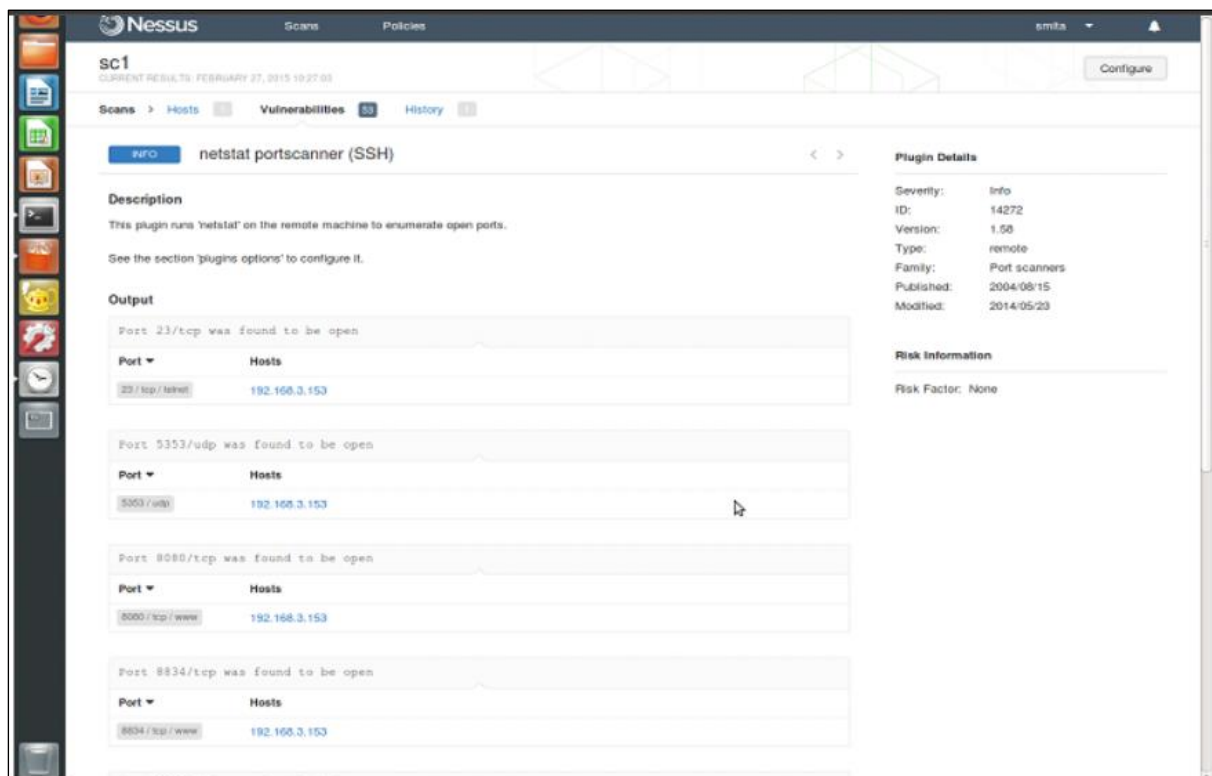 Nessus Scans Policies smita
sc1
CURRENT RESULTS: FEBRUARY 27, 2015 10:27:03
Configure
Scans > Hosts 1 Vulnerabilities 53 History 1
INFO netstat portscanner (SSH) < >
Description
This plugin runs 'netstat' on the remote machine to enumerate open ports.
See the section 'plugins options' to configure it.
Output
Port 23/tcp was found to be open
Port Hosts
23 / tcp / telnet 192.168.3.153
Port 5353/udp was found to be open
Port Hosts
5353 / udp 192.168.3.153
Port 8080/tcp was found to be open
Port Hosts
8080 / tcp / www 192.168.3.153
Port 8834/tcp was found to be open
Port Hosts
8834 / tcp / www 192.168.3.153
Plugin Details
Severity: Info
ID: 14272
Version: 1.58
Type: remote
Family: Port scanners
Published: 2004/08/15
Modified: 2014/05/23
Risk Information
Risk Factor: None